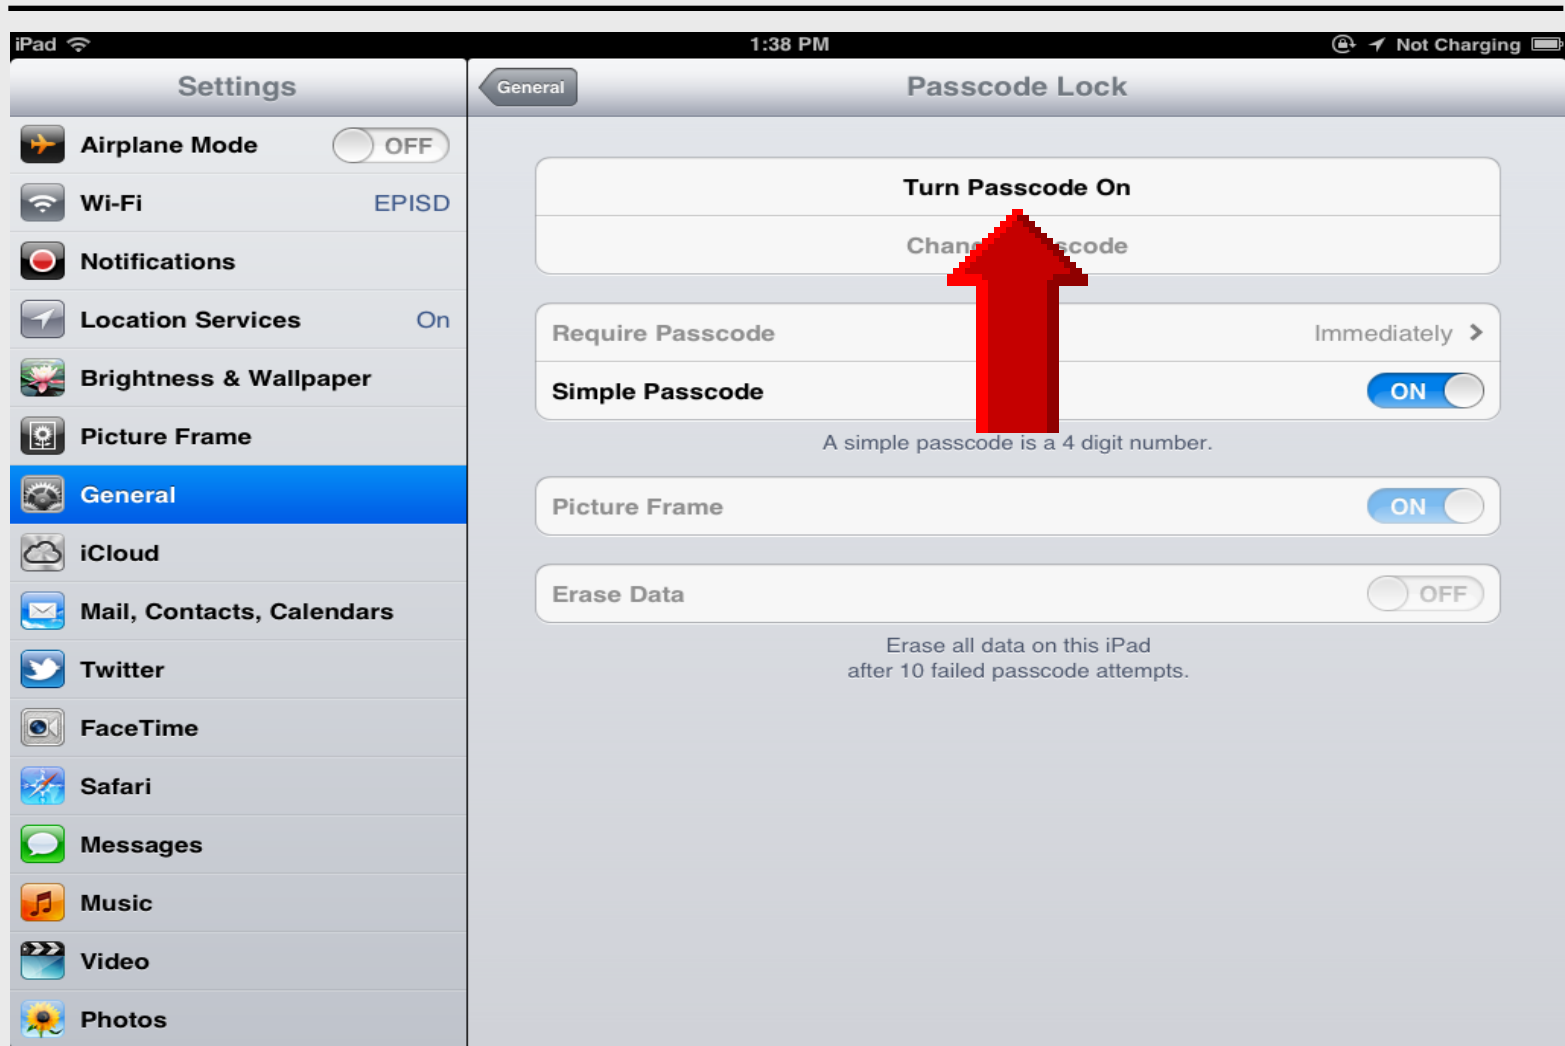 iPad 1:38 PM Not Charging
Settings
General Passcode Lock
Airplane Mode OFF
Wi-Fi EPISD
Notifications
Location Services On
Brightness & Wallpaper
Picture Frame
General
iCloud
Mail, Contacts, Calendars
Twitter
FaceTime
Safari
Messages
Music
Video
Photos
Turn Passcode On
Require Passcode Immediately
Simple Passcode ON
A simple passcode is a 4 digit number.
Picture Frame ON
Erase Data OFF
Erase all data on this iPad
after 10 failed passcode attempts.